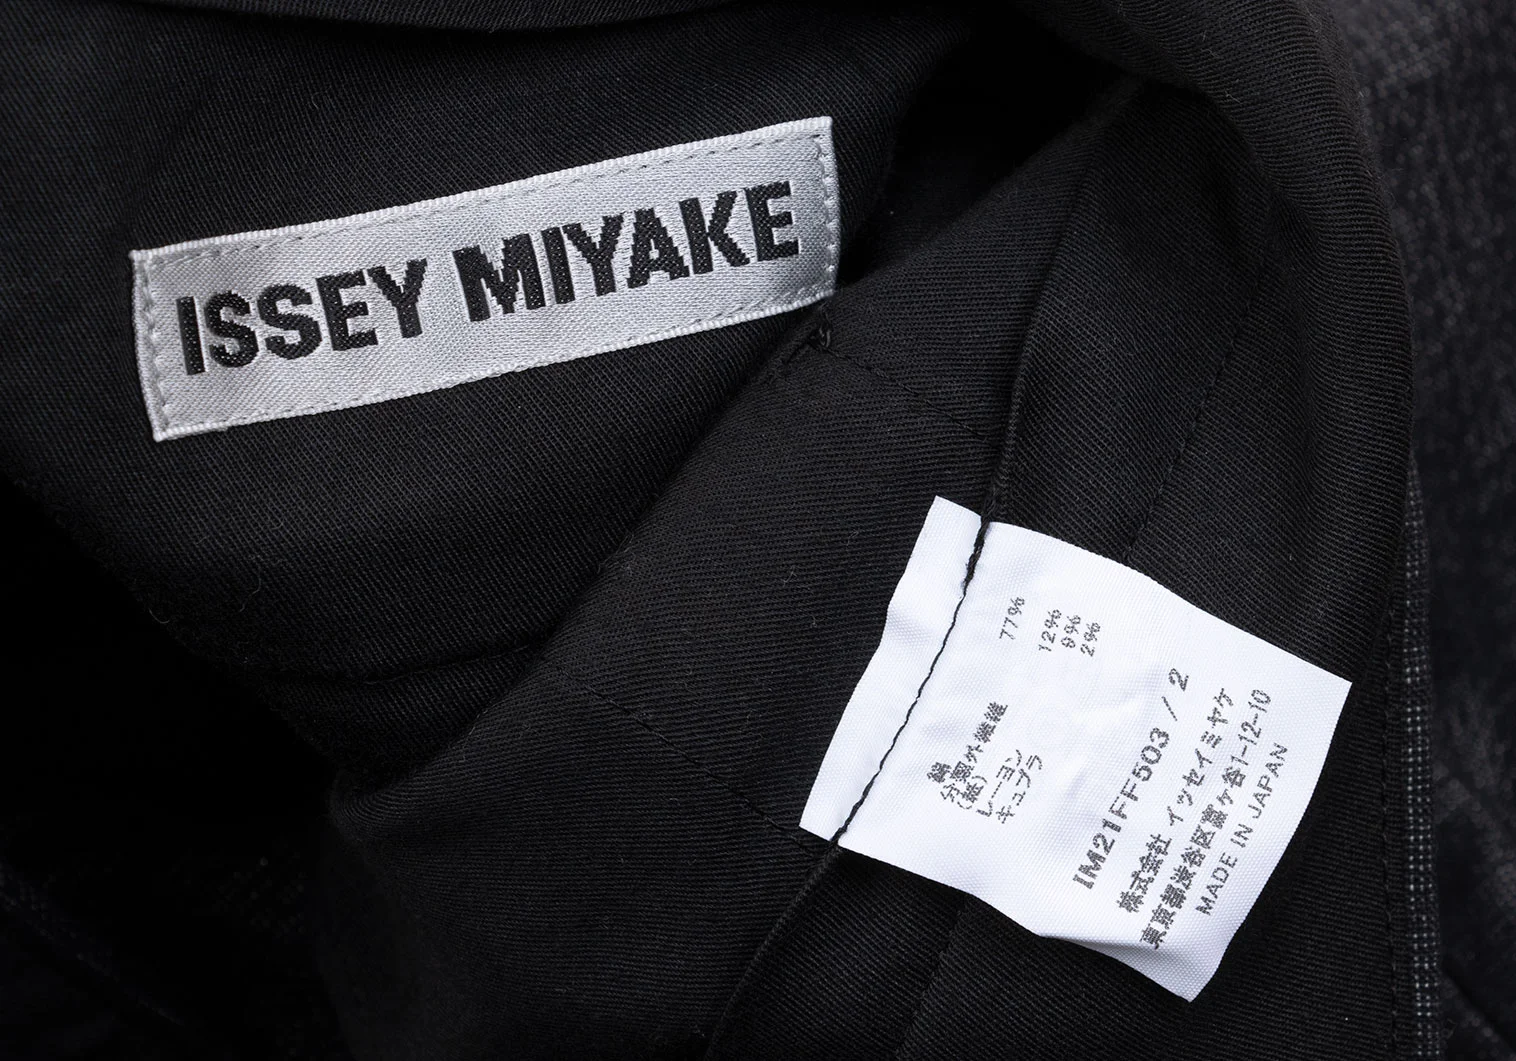 ISSEY MIYAKE
綿 77%
分類外繊維
(紙) 12%
レーヨン 9%
キュプラ 2%
IM21FF503 / 2
株式会社 イッセイミヤケ
東京都渋谷区富ヶ谷1-12-10
MADE IN JAPAN